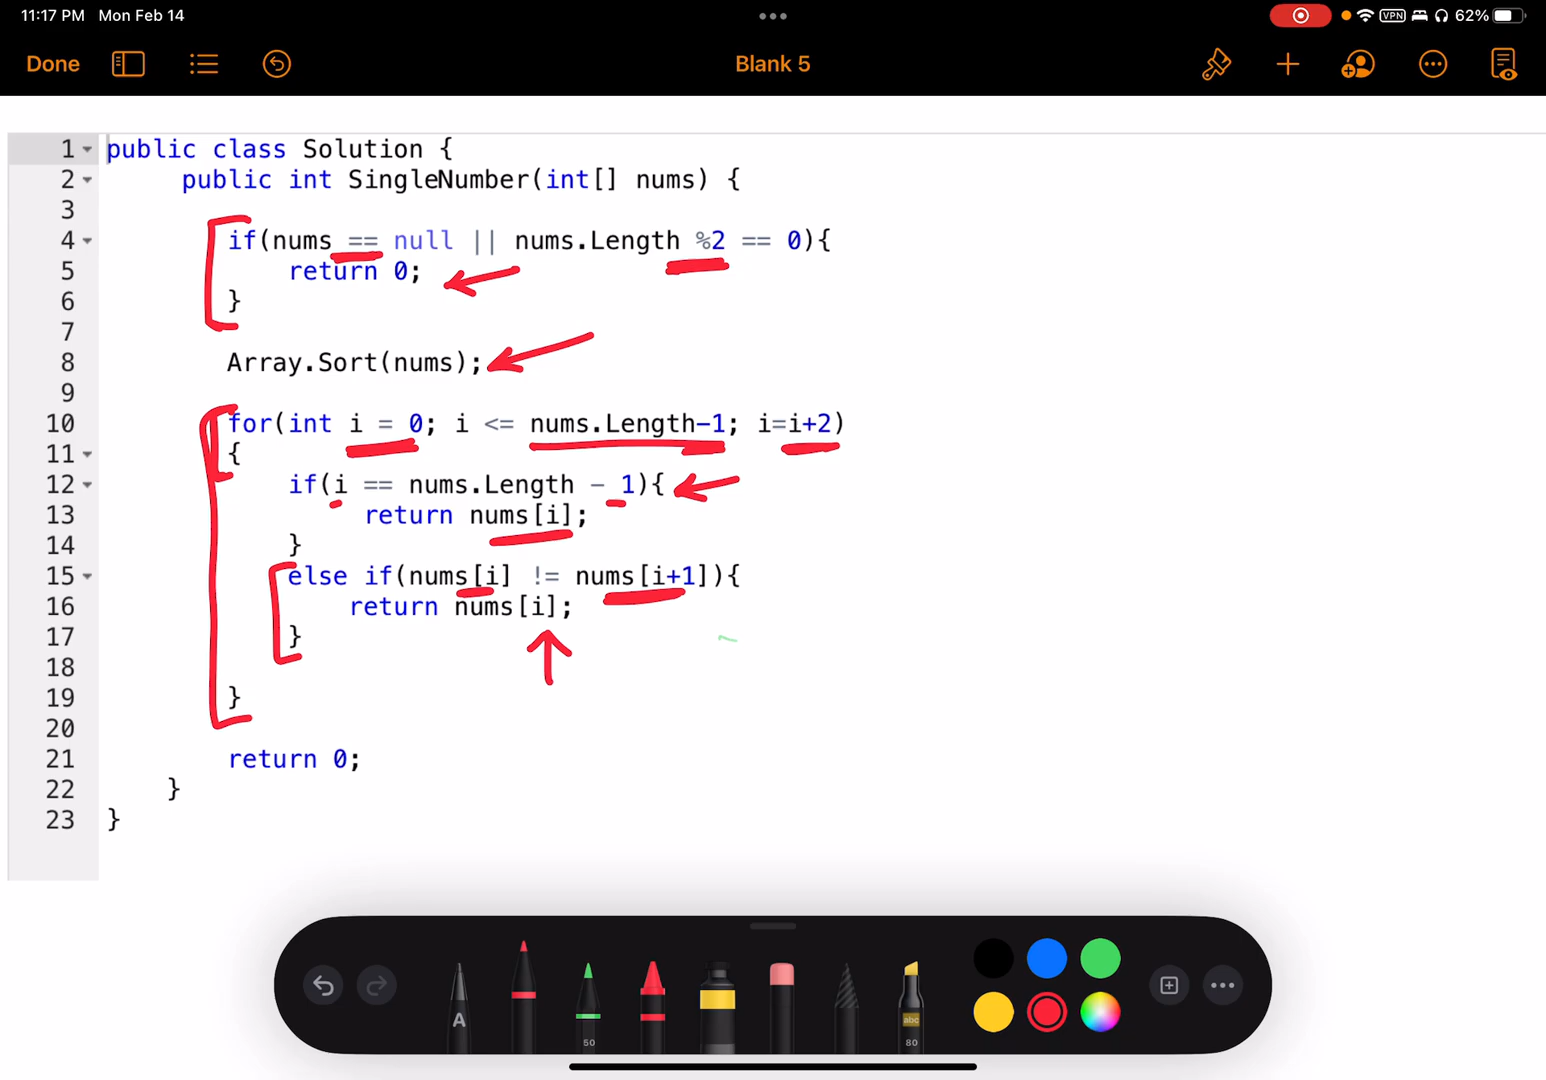 11:17 PM Mon Feb 14
VPN 62%
Done
Blank 5
1 public class Solution {
2 public int SingleNumber(int[] nums) {
3
4 if(nums == null || nums.Length %2 == 0){
5 return 0;
6 }
7
8 Array.Sort(nums);
9
10 for(int i = 0; i <= nums.Length-1; i=i+2)
11 {
12 if(i == nums.Length - 1){
13 return nums[i];
14 }
15 else if(nums[i] != nums[i+1]){
16 return nums[i];
17 }
18
19 }
20
21 return 0;
22 }
23 }
A
50
abc
80